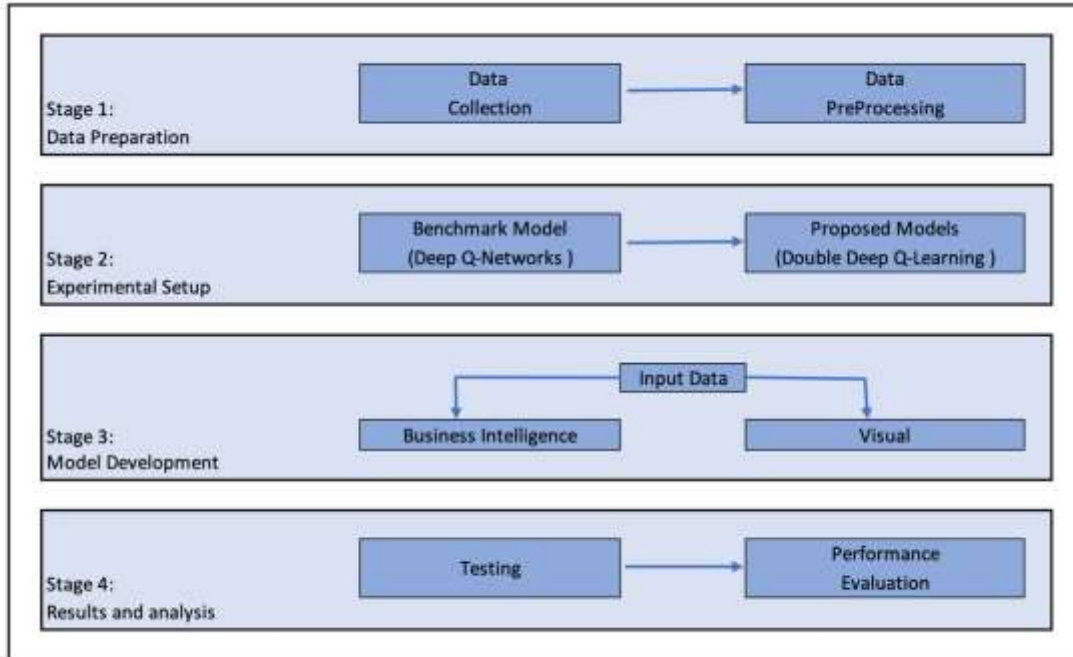 Stage 1:
Data Preparation
Data
Collection
Data
PreProcessing
Stage 2:
Experimental Setup
Benchmark Model
(Deep Q-Networks )
Proposed Models
(Double Deep Q-Learning )
Stage 3:
Model Development
Input Data
Business Intelligence
Visual
Stage 4:
Results and analysis
Testing
Performance
Evaluation